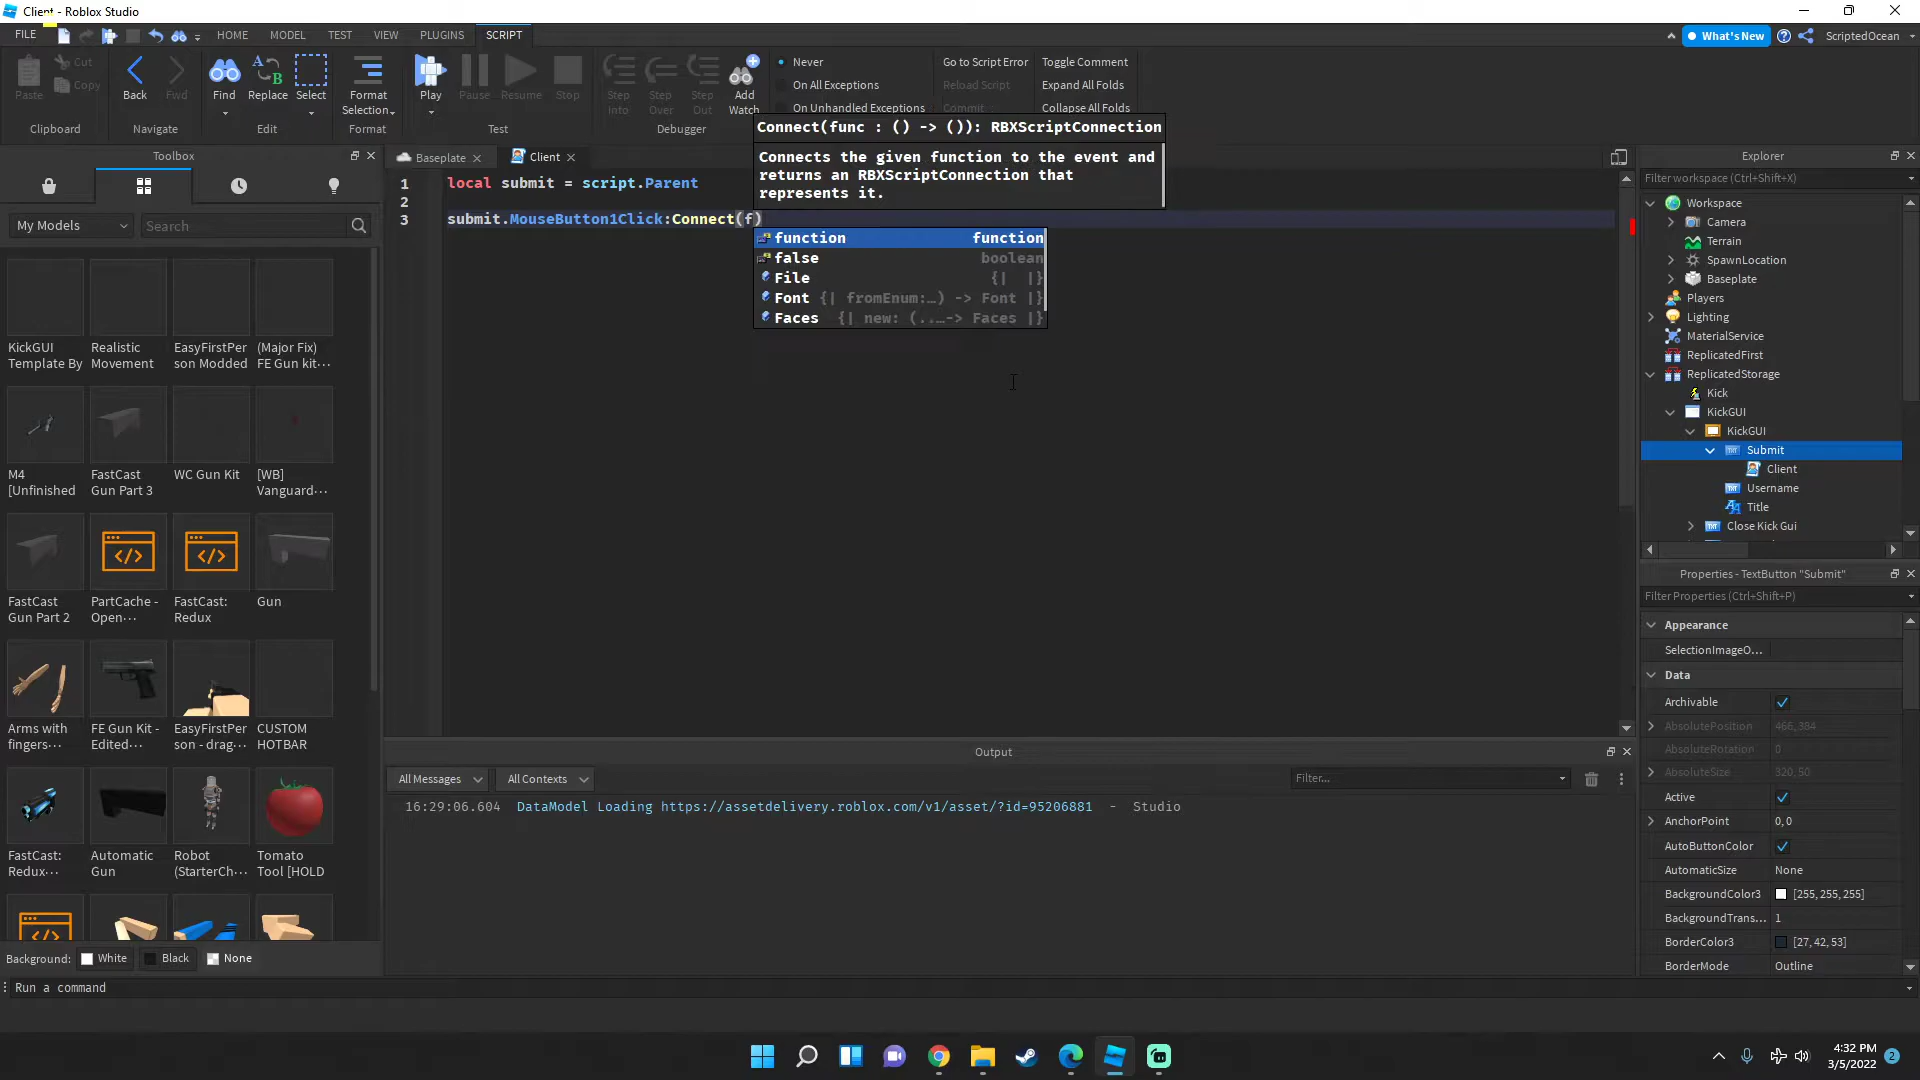 Client - Roblox Studio
FILE HOME MODEL TEST VIEW PLUGINS SCRIPT What's New ScriptedOcean
Cut
Copy
Paste
Clipboard
Back Fwd
Navigate
Find Replace Select
Edit
Format
Selection
Format
Play Pause Resume Stop
Test
Step
Into
Step
Over
Step
Out
Add
Watch
Debugger
Never
On All Exceptions
On Unhandled Exceptions
Go to Script Error
Reload Script
Commit
Toggle Comment
Expand All Folds
Collapse All Folds
Toolbox
My Models
Search
KickGUI
Template By
Realistic
Movement
EasyFirstPer
son Modded
(Major Fix)
FE Gun kit…
M4
[Unfinished
FastCast
Gun Part 3
WC Gun Kit
[WB]
Vanguard…
FastCast
Gun Part 2
PartCache -
Open…
FastCast:
Redux
Gun
Arms with
fingers…
FE Gun Kit -
Edited…
EasyFirstPer
son - drag…
CUSTOM
HOTBAR
FastCast:
Redux…
Automatic
Gun
Robot
(StarterCh…
Tomato
Tool [HOLD
Background: White Black None
Run a command
Baseplate
Client
1 local submit = script.Parent
2
3 submit.MouseButton1Click:Connect(f)
Connect(func : () -> ()): RBXScriptConnection
Connects the given function to the event and
returns an RBXScriptConnection that
represents it.
function function
false boolean
File {| |}
Font {| fromEnum:…) -> Font |}
Faces {| new: (..…-> Faces |}
Output
All Messages All Contexts Filter...
16:29:06.604 DataModel Loading https://assetdelivery.roblox.com/v1/asset/?id=95206881 - Studio
Explorer
Filter workspace (Ctrl+Shift+X)
Workspace
Camera
Terrain
SpawnLocation
Baseplate
Players
Lighting
MaterialService
ReplicatedFirst
ReplicatedStorage
Kick
KickGUI
KickGUI
Submit
Client
Username
Title
Close Kick Gui
Properties - TextButton "Submit"
Filter Properties (Ctrl+Shift+P)
Appearance
SelectionImageO...
Data
Archivable
AbsolutePosition 466, 384
AbsoluteRotation 0
AbsoluteSize 320, 50
Active
AnchorPoint 0, 0
AutoButtonColor
AutomaticSize None
BackgroundColor3 [255, 255, 255]
BackgroundTrans... 1
BorderColor3 [27, 42, 53]
BorderMode Outline
4:32 PM
3/5/2022
2